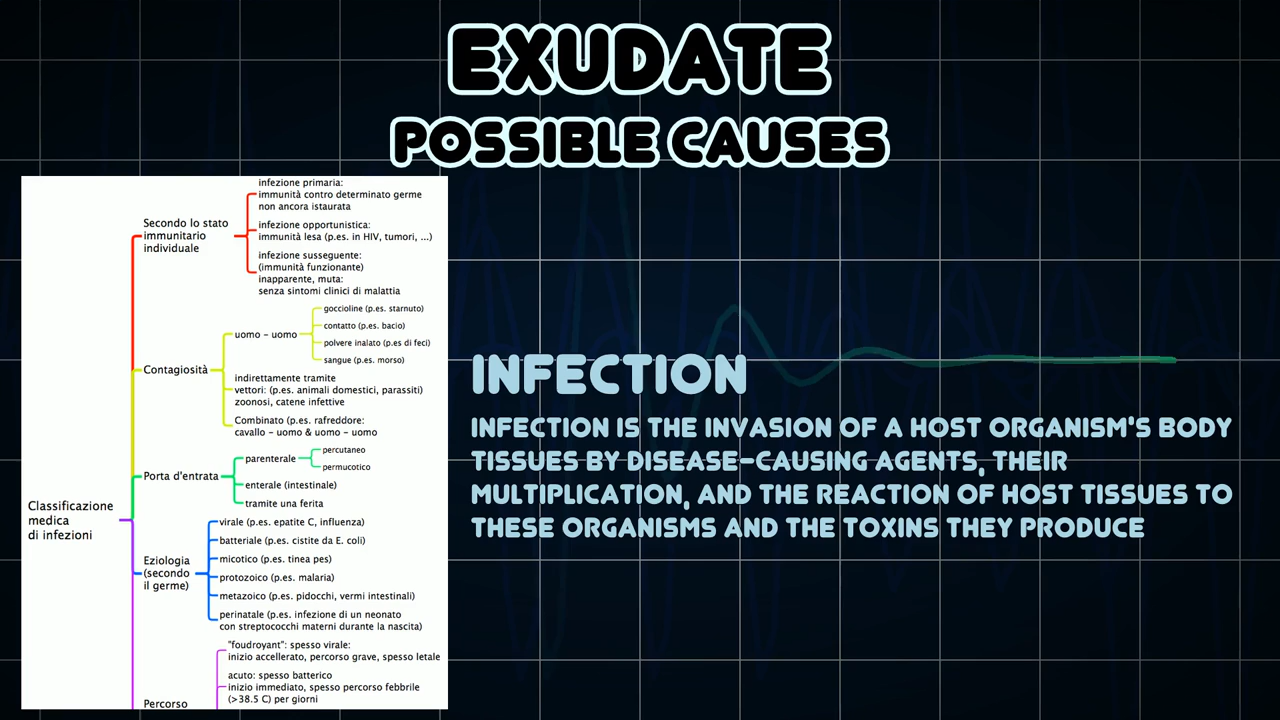 EXUDATE
POSSIBLE CAUSES
infezione primaria:
immunità contro determinato germe
non ancora istaurata
Secondo lo stato
immunitario
individuale
infezione opportunistica:
immunità lesa (p.es. in HIV, tumori, ...)
infezione susseguente:
(immunità funzionante)
inapparente, muta:
senza sintomi clinici di malattia
goccioline (p.es. starnuto)
uomo - uomo
contatto (p.es. bacio)
polvere inalato (p.es di feci)
sangue (p.es. morso)
Contagiosità
indirettamente tramite
vettori: (p.es. animali domestici, parassiti)
zoonosi, catene infettive
Combinato (p.es. rafreddore:
cavallo - uomo & uomo - uomo
Porta d'entrata
parenterale
percutaneo
permucotico
enterale (intestinale)
tramite una ferita
Classificazione
medica
di infezioni
Eziologia
(secondo
il germe)
virale (p.es. epatite C, influenza)
batteriale (p.es. cistite da E. coli)
micotico (p.es. tinea pes)
protozoico (p.es. malaria)
metazoico (p.es. pidocchi, vermi intestinali)
perinatale (p.es. infezione di un neonato
con streptococchi materni durante la nascita)
"foudroyant": spesso virale:
inizio accellerato, percorso grave, spesso letale
acuto: spesso batterico
inizio immediato, spesso percorso febbrile
(>38.5 C) per giorni
Percorso
INFECTION
INFECTION IS THE INVASION OF A HOST ORGANISM'S BODY
TISSUES BY DISEASE-CAUSING AGENTS, THEIR
MULTIPLICATION, AND THE REACTION OF HOST TISSUES TO
THESE ORGANISMS AND THE TOXINS THEY PRODUCE